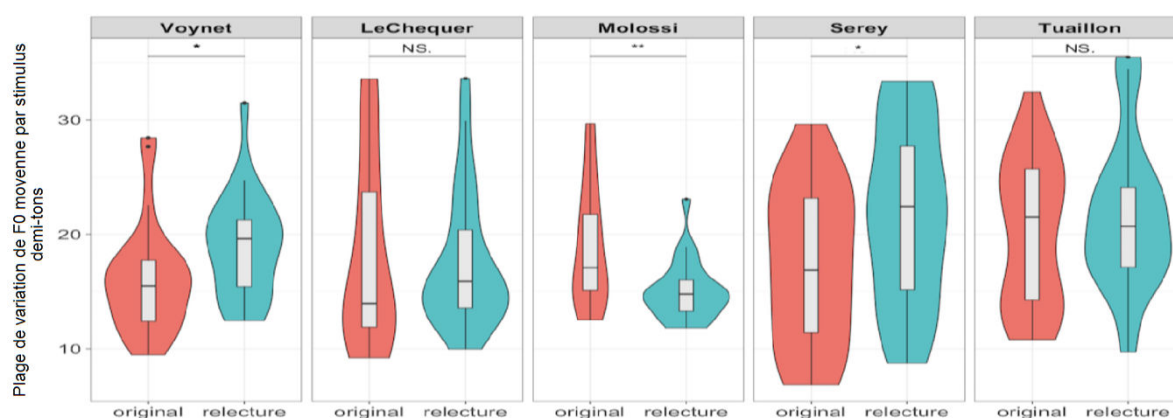 Plage de variation de F0 moyenne par stimulus
demi-tons
Voynet LeChequer Molossi Serey Tuaillon
* NS. ** * NS.
30
20
10
original relecture original relecture original relecture original relecture original relecture